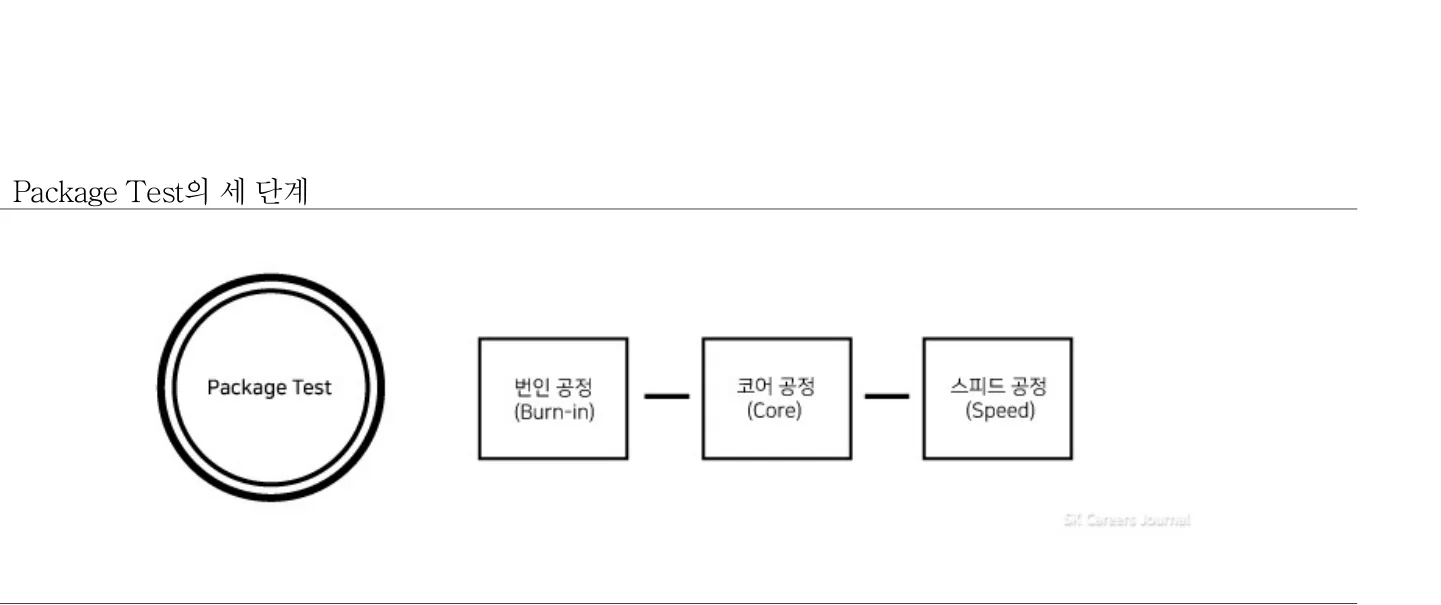 Package Test의 세 단계
Package Test
번인 공정
(Burn-in)
코어 공정
(Core)
스피드 공정
(Speed)
SK Careers Journal